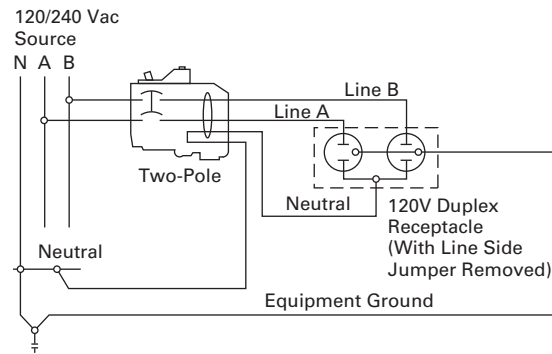 120/240 Vac
Source
N A B
Line B
Line A
Two-Pole
Neutral
120V Duplex
Receptacle
(With Line Side
Jumper Removed)
Neutral
Equipment Ground